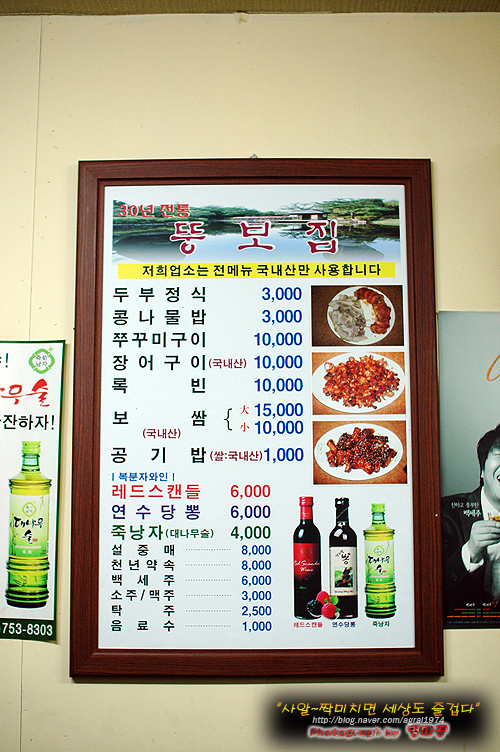 30년 전통
뚱보집
저희업소는 전메뉴 국내산만 사용합니다
두부정식 3,000
콩나물밥 3,000
쭈꾸미구이 10,000
장어구이(국내산) 10,000
록빈 10,000
보쌈 { 大 15,000
(국내산) 小 10,000
공기밥(쌀:국내산) 1,000
| 복분자와인 |
레드스캔들 6,000
연수당뽕 6,000
죽낭자(대나무술) 4,000
설중매 8,000
천년약속 8,000
백세주 6,000
소주/맥주 3,000
탁주 2,500
음료수 1,000
레드스캔들 연수당뽕 죽낭자
대나무술
-753-8303
"사알~짝미치면 세상도 즐겁다"
http://blog.naver.com/agral1974
Photograph by